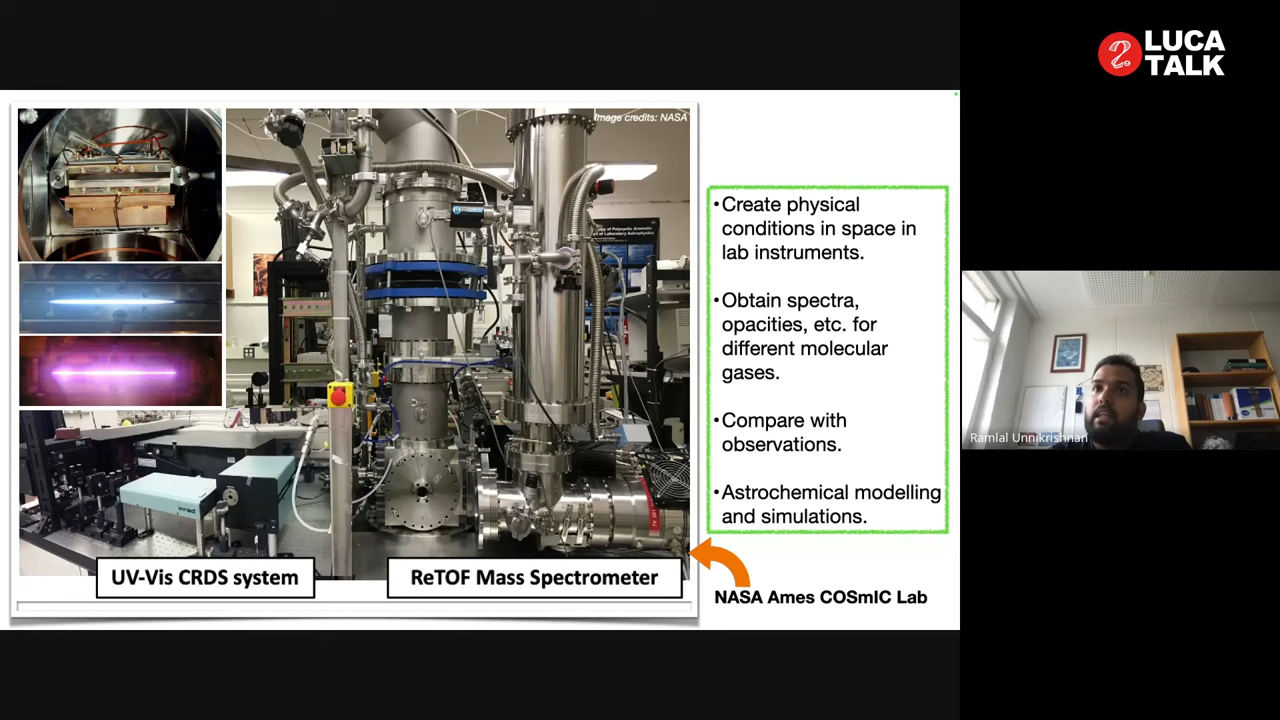 LUCA
TALK
Image credits: NASA
•Create physical
conditions in space in
lab instruments.
•Obtain spectra,
opacities, etc. for
different molecular
gases.
•Compare with
observations.
•Astrochemical modelling
and simulations.
UV-Vis CRDS system
ReTOF Mass Spectrometer
NASA Ames COSmIC Lab
Ramlal Unnikrishnan